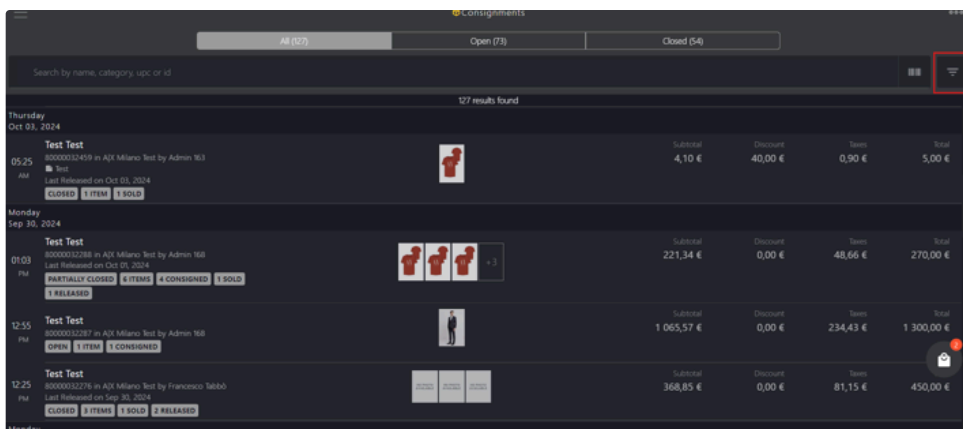 Consignments
All (127)
Open (73)
Closed (54)
Search by name, category, upc or id
127 results found
Thursday
Oct 03, 2024
05:25
AM
Test Test
80000032459 in A|X Milano Test by Admin 163
Test
Last Released on Oct 03, 2024
CLOSED 1 ITEM 1 SOLD
Subtotal Discount Taxes Total
4,10 € 40,00 € 0,90 € 5,00 €
Monday
Sep 30, 2024
01:03
PM
Test Test
80000032288 in A|X Milano Test by Admin 168
Last Released on Oct 01, 2024
PARTIALLY CLOSED 6 ITEMS 4 CONSIGNED 1 SOLD
1 RELEASED
+3
Subtotal Discount Taxes Total
221,34 € 0,00 € 48,66 € 270,00 €
12:55
PM
Test Test
80000032287 in A|X Milano Test by Admin 168
OPEN 1 ITEM 1 CONSIGNED
Subtotal Discount Taxes Total
1 065,57 € 0,00 € 234,43 € 1 300,00 €
2
12:25
PM
Test Test
80000032276 in A|X Milano Test by Francesco Tabbò
Last Released on Sep 30, 2024
CLOSED 3 ITEMS 1 SOLD 2 RELEASED
Subtotal Discount Taxes Total
368,85 € 0,00 € 81,15 € 450,00 €
Monday